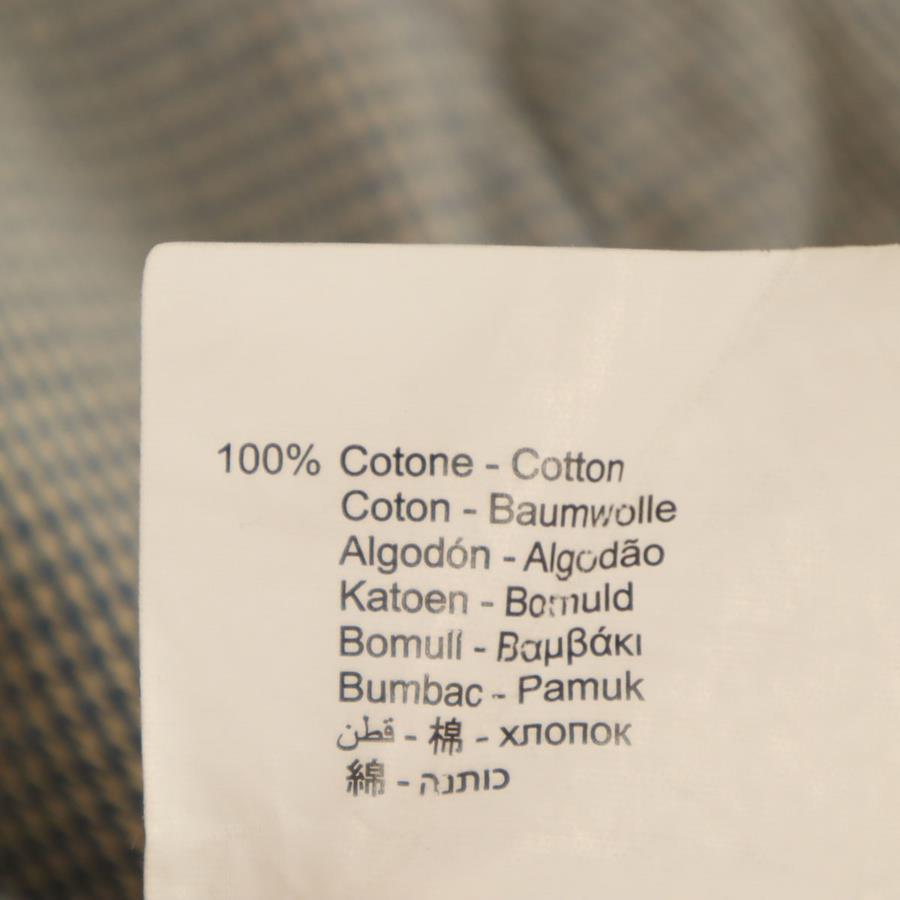 100% Cotone - Cotton
Coton - Baumwolle
Algodón - Algodão
Katoen - Bomuld
Bomull - Βαμβάκι
Bumbac - Pamuk
قطن - 棉 - хлопок
綿 - כותנה